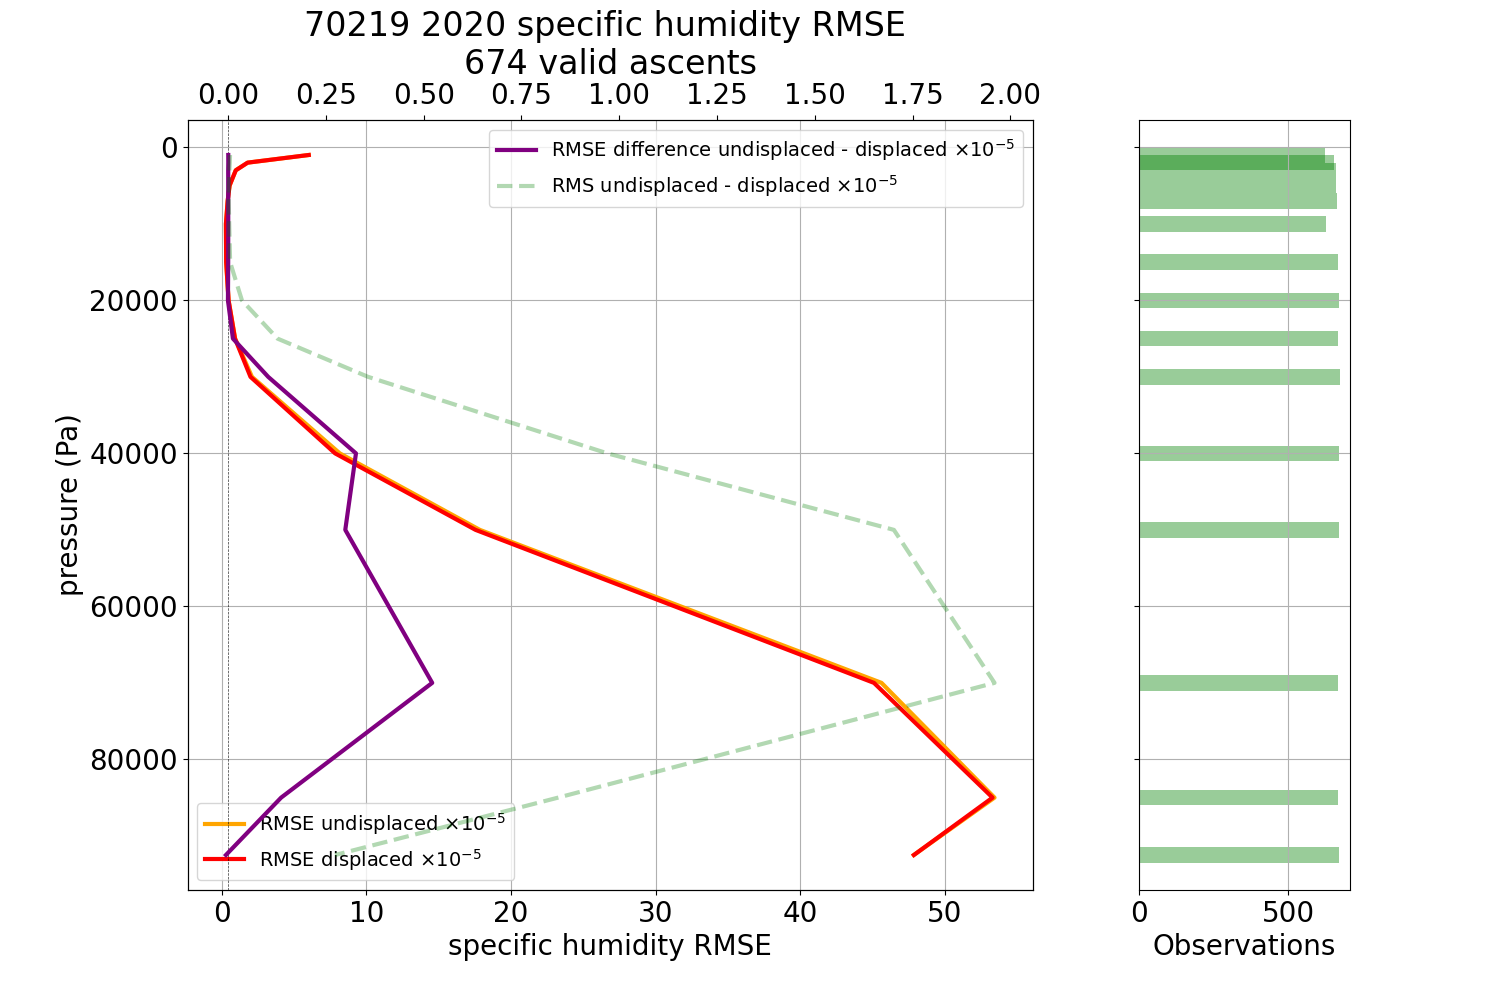 70219 2020 specific humidity RMSE
674 valid ascents
0.00 0.25 0.50 0.75 1.00 1.25 1.50 1.75 2.00
RMSE difference undisplaced - displaced ×10⁻⁵
RMS undisplaced - displaced ×10⁻⁵
0
20000
40000
60000
80000
pressure (Pa)
RMSE undisplaced ×10⁻⁵
RMSE displaced ×10⁻⁵
0 10 20 30 40 50
specific humidity RMSE
0 500
Observations